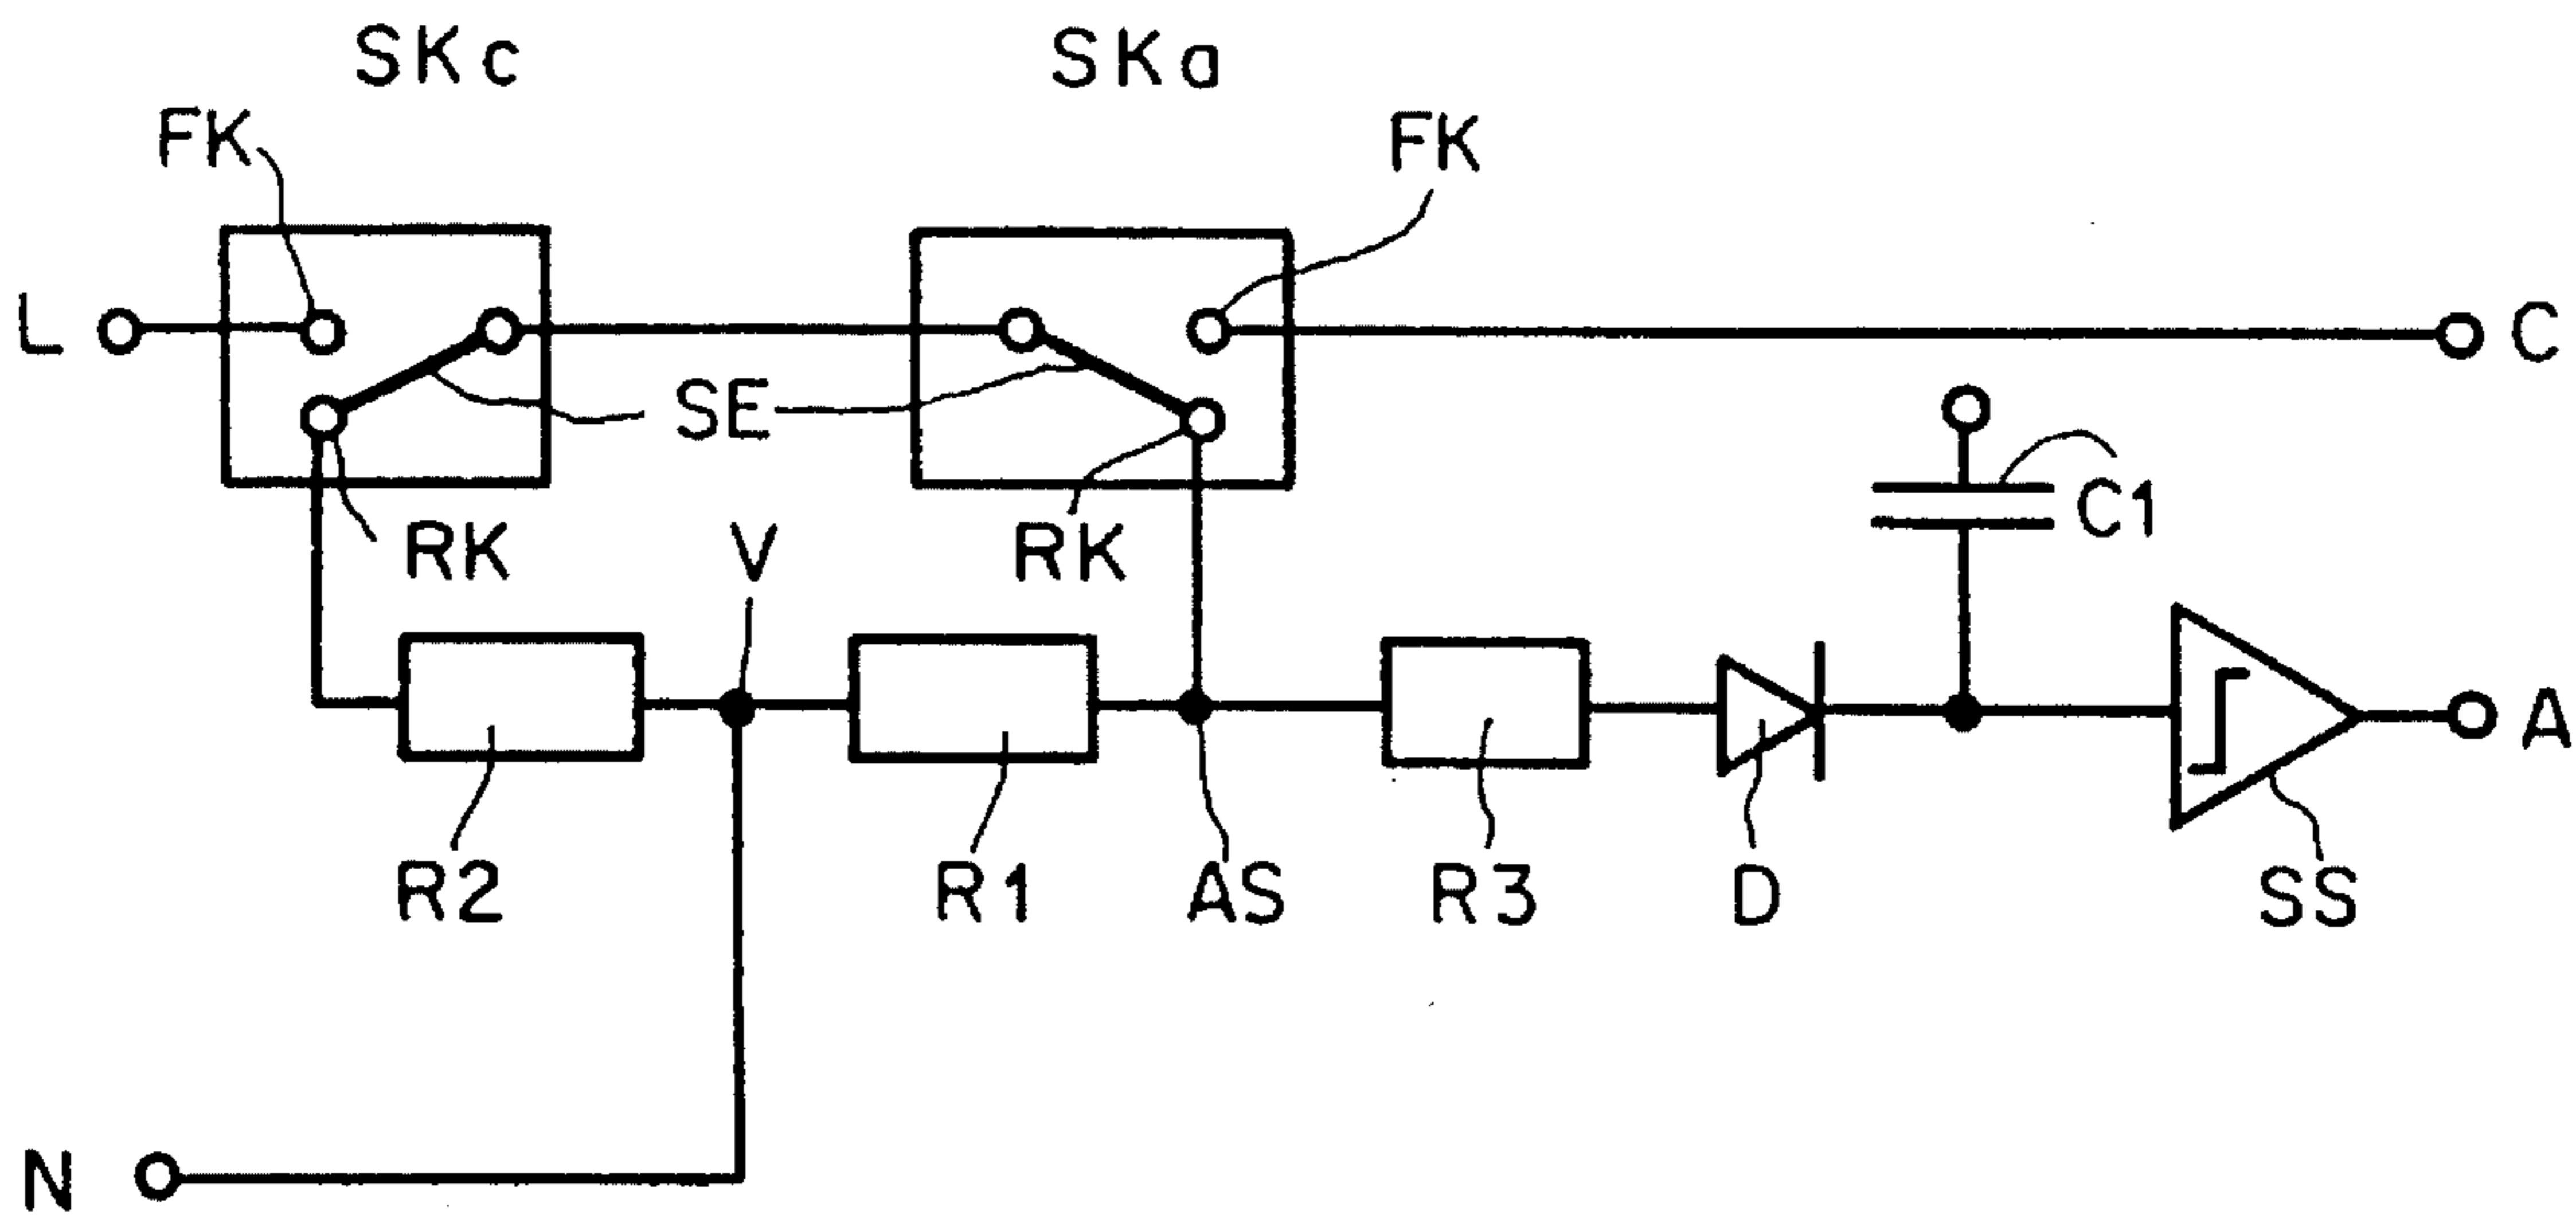 SKc SKa
FK FK
L C
SE
C1
RK V RK
A
R2 R1 AS R3 D SS
N